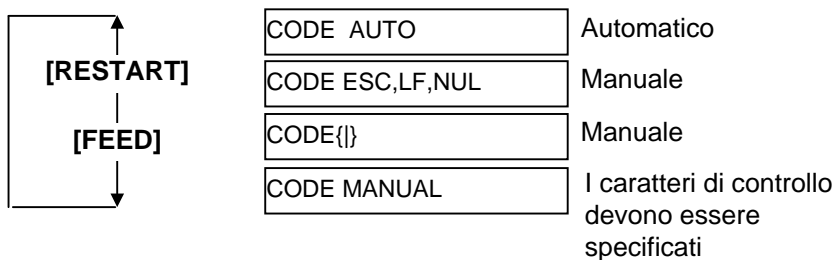 CODE AUTO Automatico
[RESTART]
CODE ESC,LF,NUL Manuale
[FEED]
CODE{|} Manuale
CODE MANUAL I caratteri di controllo
devono essere
specificati